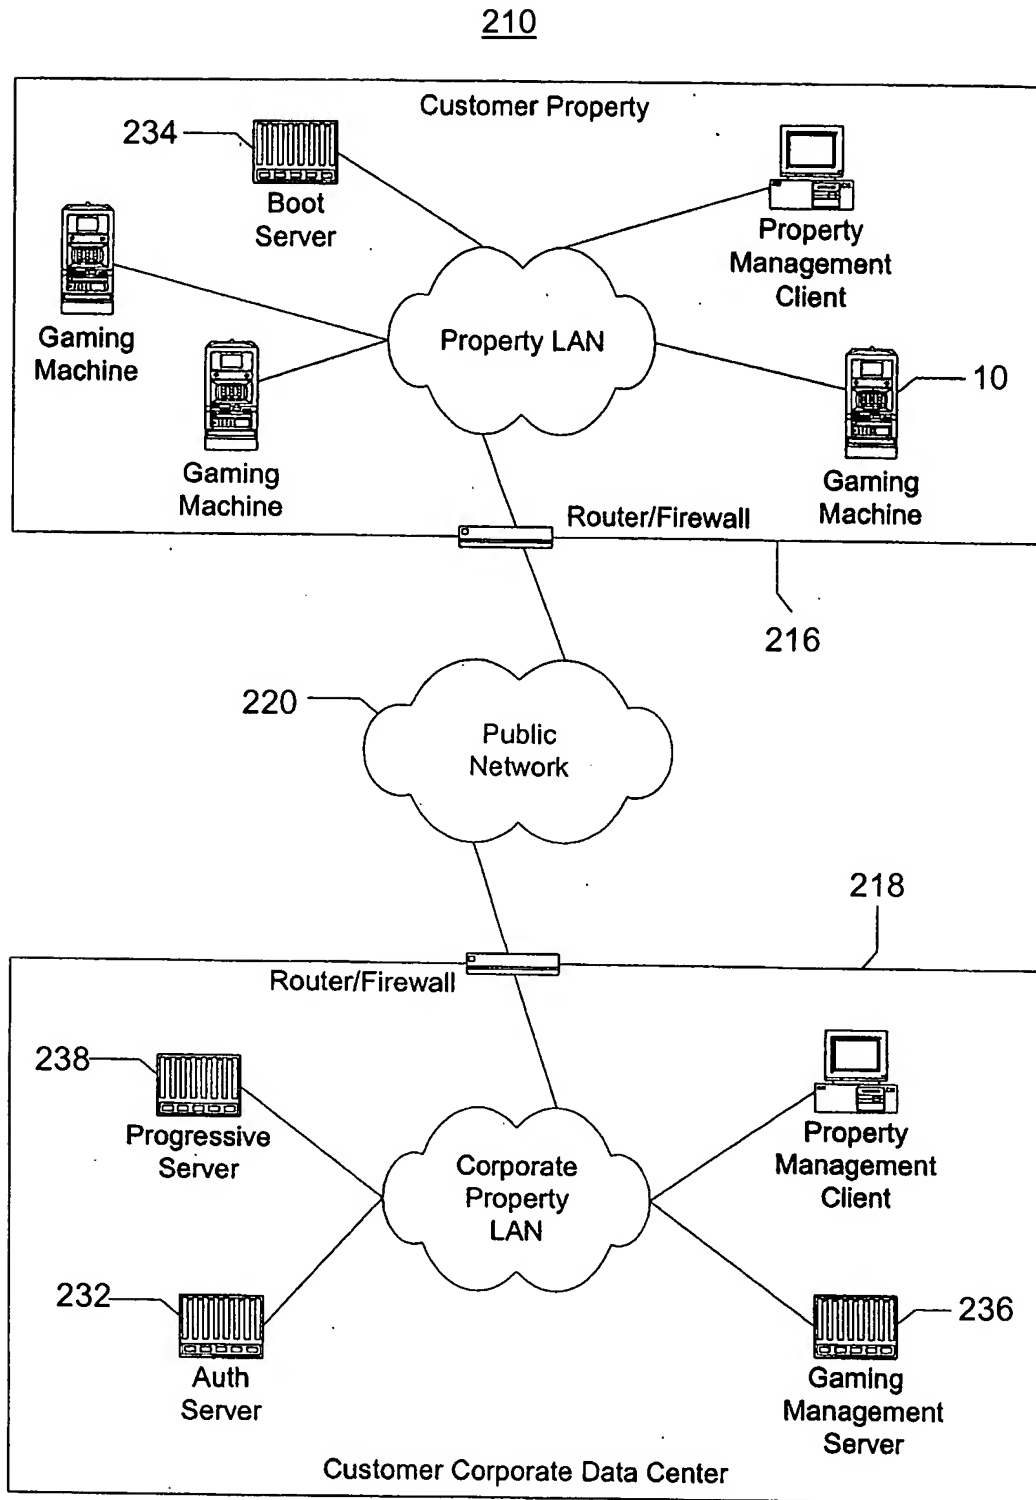 210
Customer Property
234
Boot
Server
Property
Management
Client
Gaming
Machine
Property LAN
10
Gaming
Machine
Gaming
Machine
Router/Firewall
216
220
Public
Network
218
Router/Firewall
238
Progressive
Server
Corporate
Property
LAN
Property
Management
Client
232
Auth
Server
236
Gaming
Management
Server
Customer Corporate Data Center